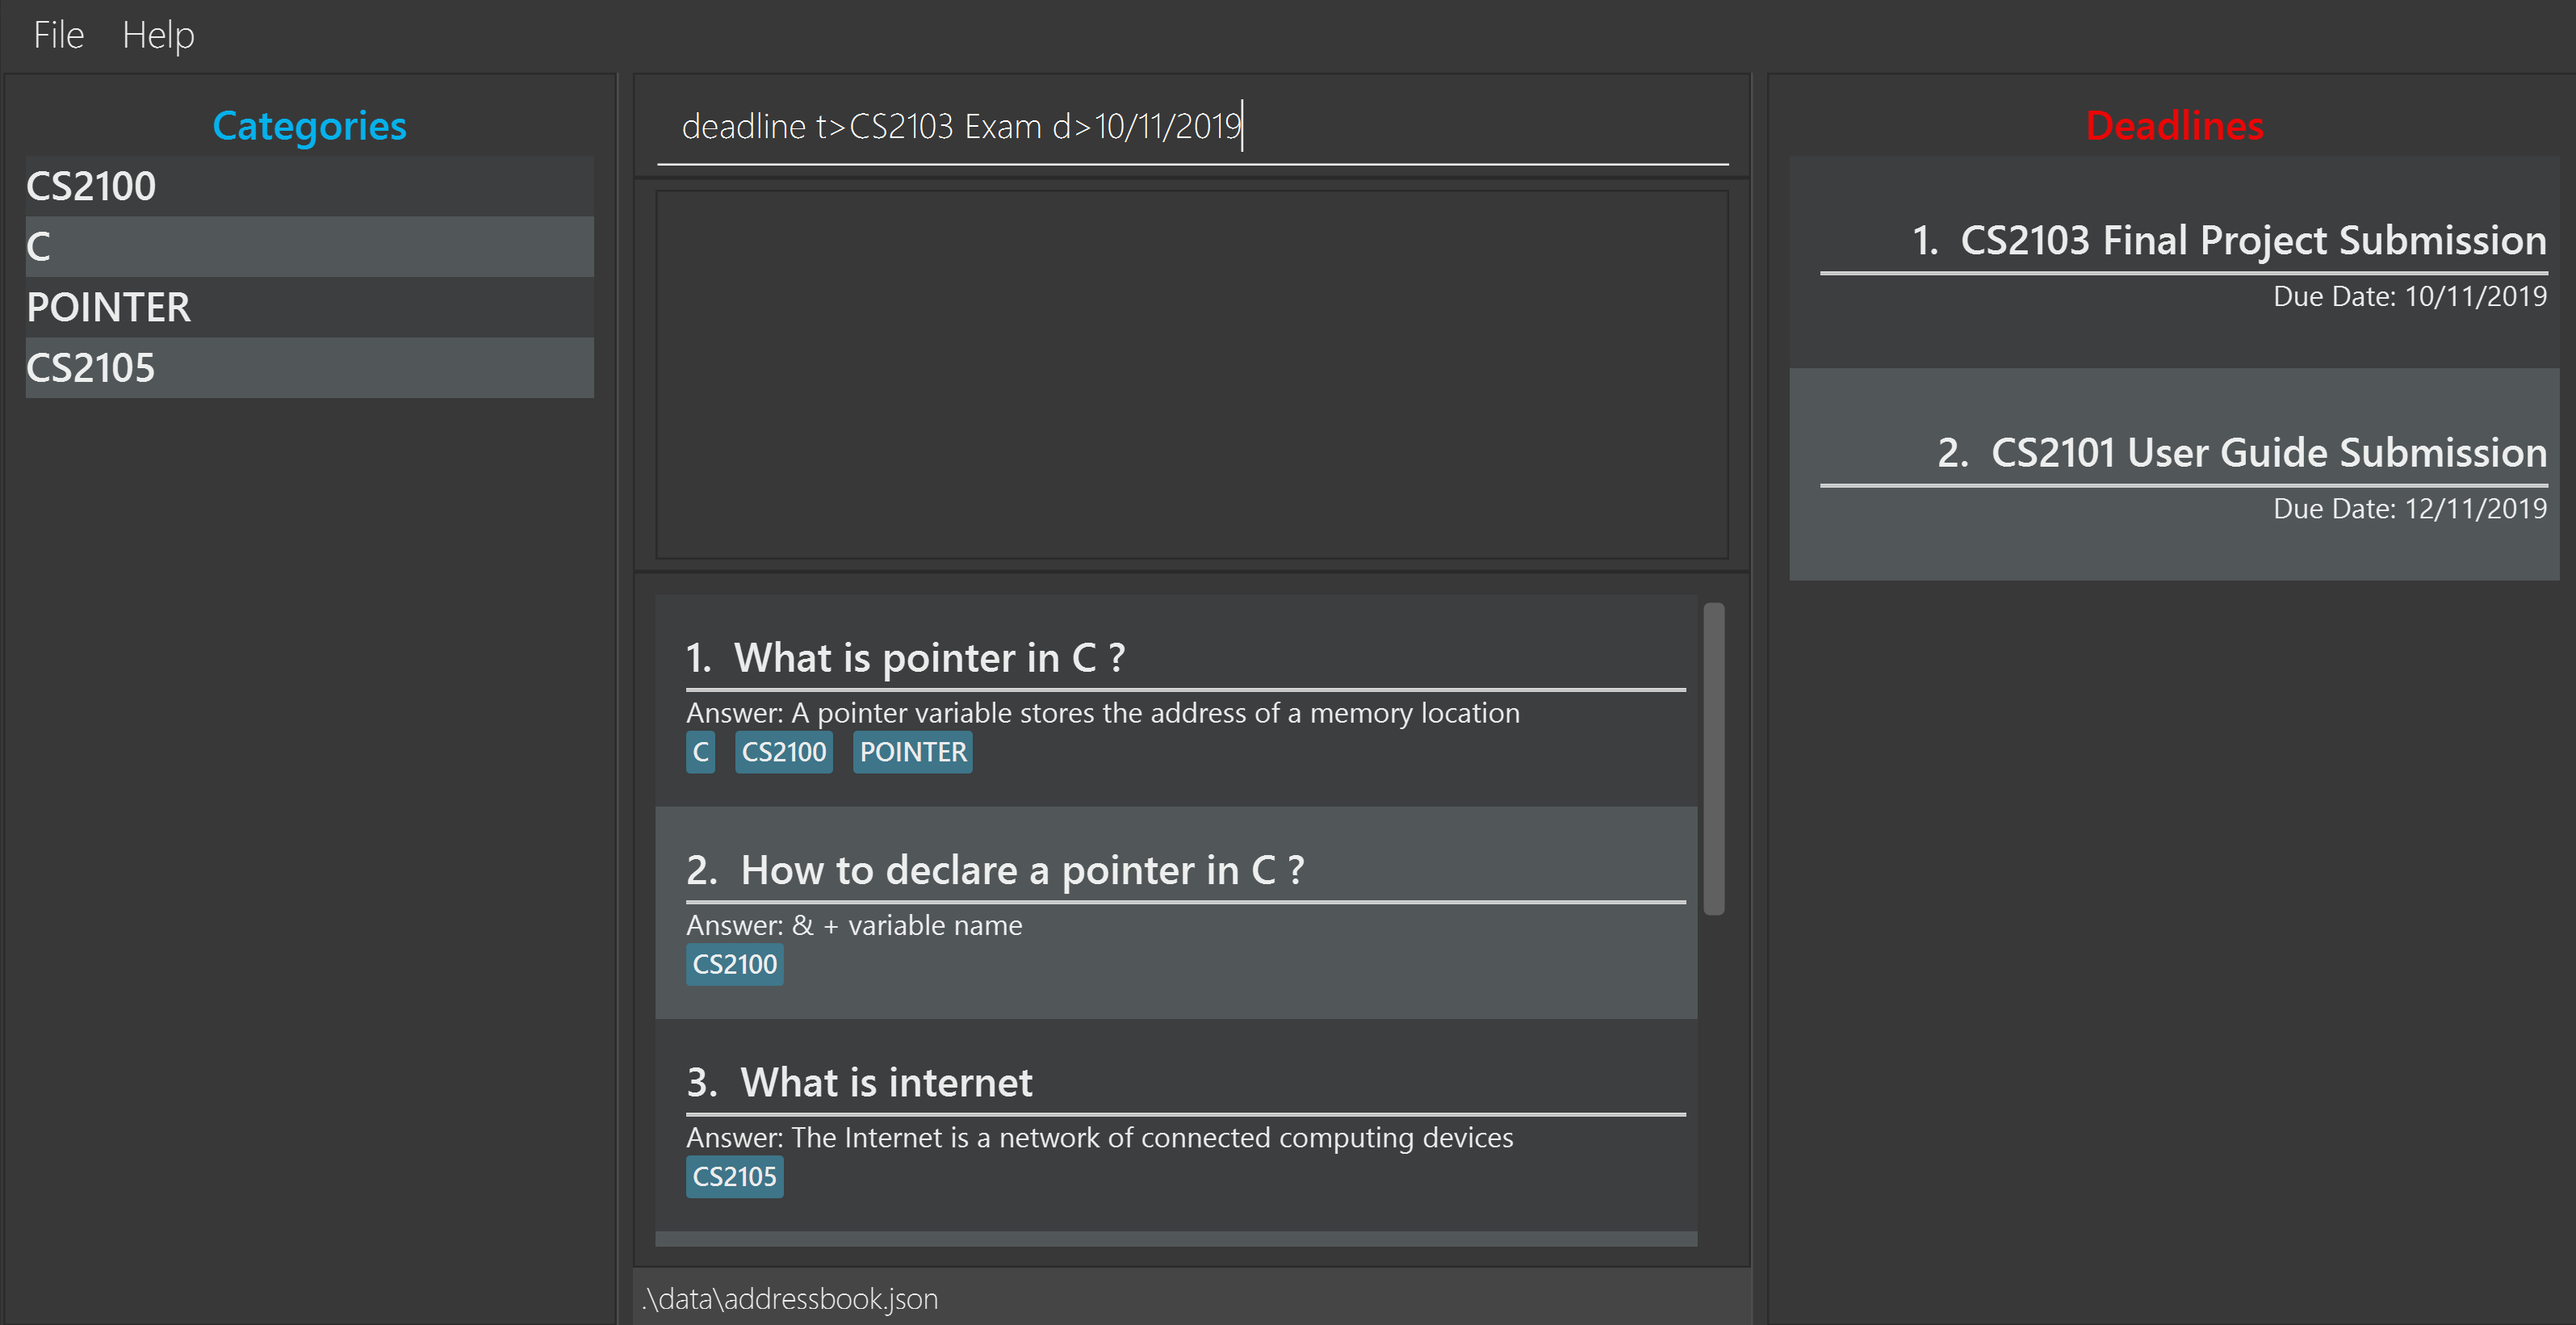 File Help
Categories
CS2100
C
POINTER
CS2105
deadline t>CS2103 Exam d>10/11/2019
1. What is pointer in C ?
Answer: A pointer variable stores the address of a memory location
C CS2100 POINTER
2. How to declare a pointer in C ?
Answer: & + variable name
CS2100
3. What is internet
Answer: The Internet is a network of connected computing devices
CS2105
.\data\addressbook.json
Deadlines
1. CS2103 Final Project Submission
Due Date: 10/11/2019
2. CS2101 User Guide Submission
Due Date: 12/11/2019